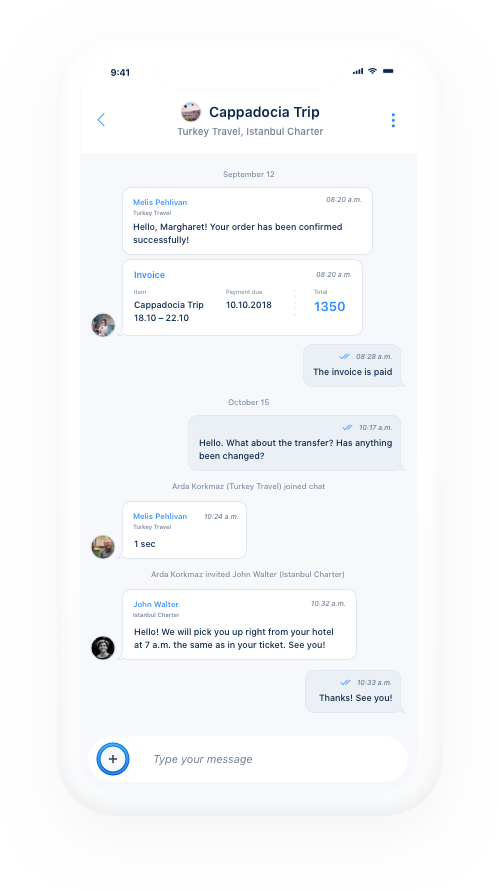 9:41
Cappadocia Trip
Turkey Travel, Istanbul Charter
September 12
Melis Pehlivan 08:20 a.m.
Turkey Travel
Hello, Margharet! Your order has been confirmed
successfully!
Invoice 08:20 a.m.
Item Payment due Total
Cappadocia Trip 10.10.2018 1350
18.10 – 22.10
08:28 a.m.
The invoice is paid
October 15
10:17 a.m.
Hello. What about the transfer? Has anything
been changed?
Arda Korkmaz (Turkey Travel) joined chat
Melis Pehlivan 10:24 a.m.
Turkey Travel
1 sec
Arda Korkmaz invited John Walter (Istanbul Charter)
John Walter 10:32 a.m.
Istanbul Charter
Hello! We will pick you up right from your hotel
at 7 a.m. the same as in your ticket. See you!
10:33 a.m.
Thanks! See you!
Type your message